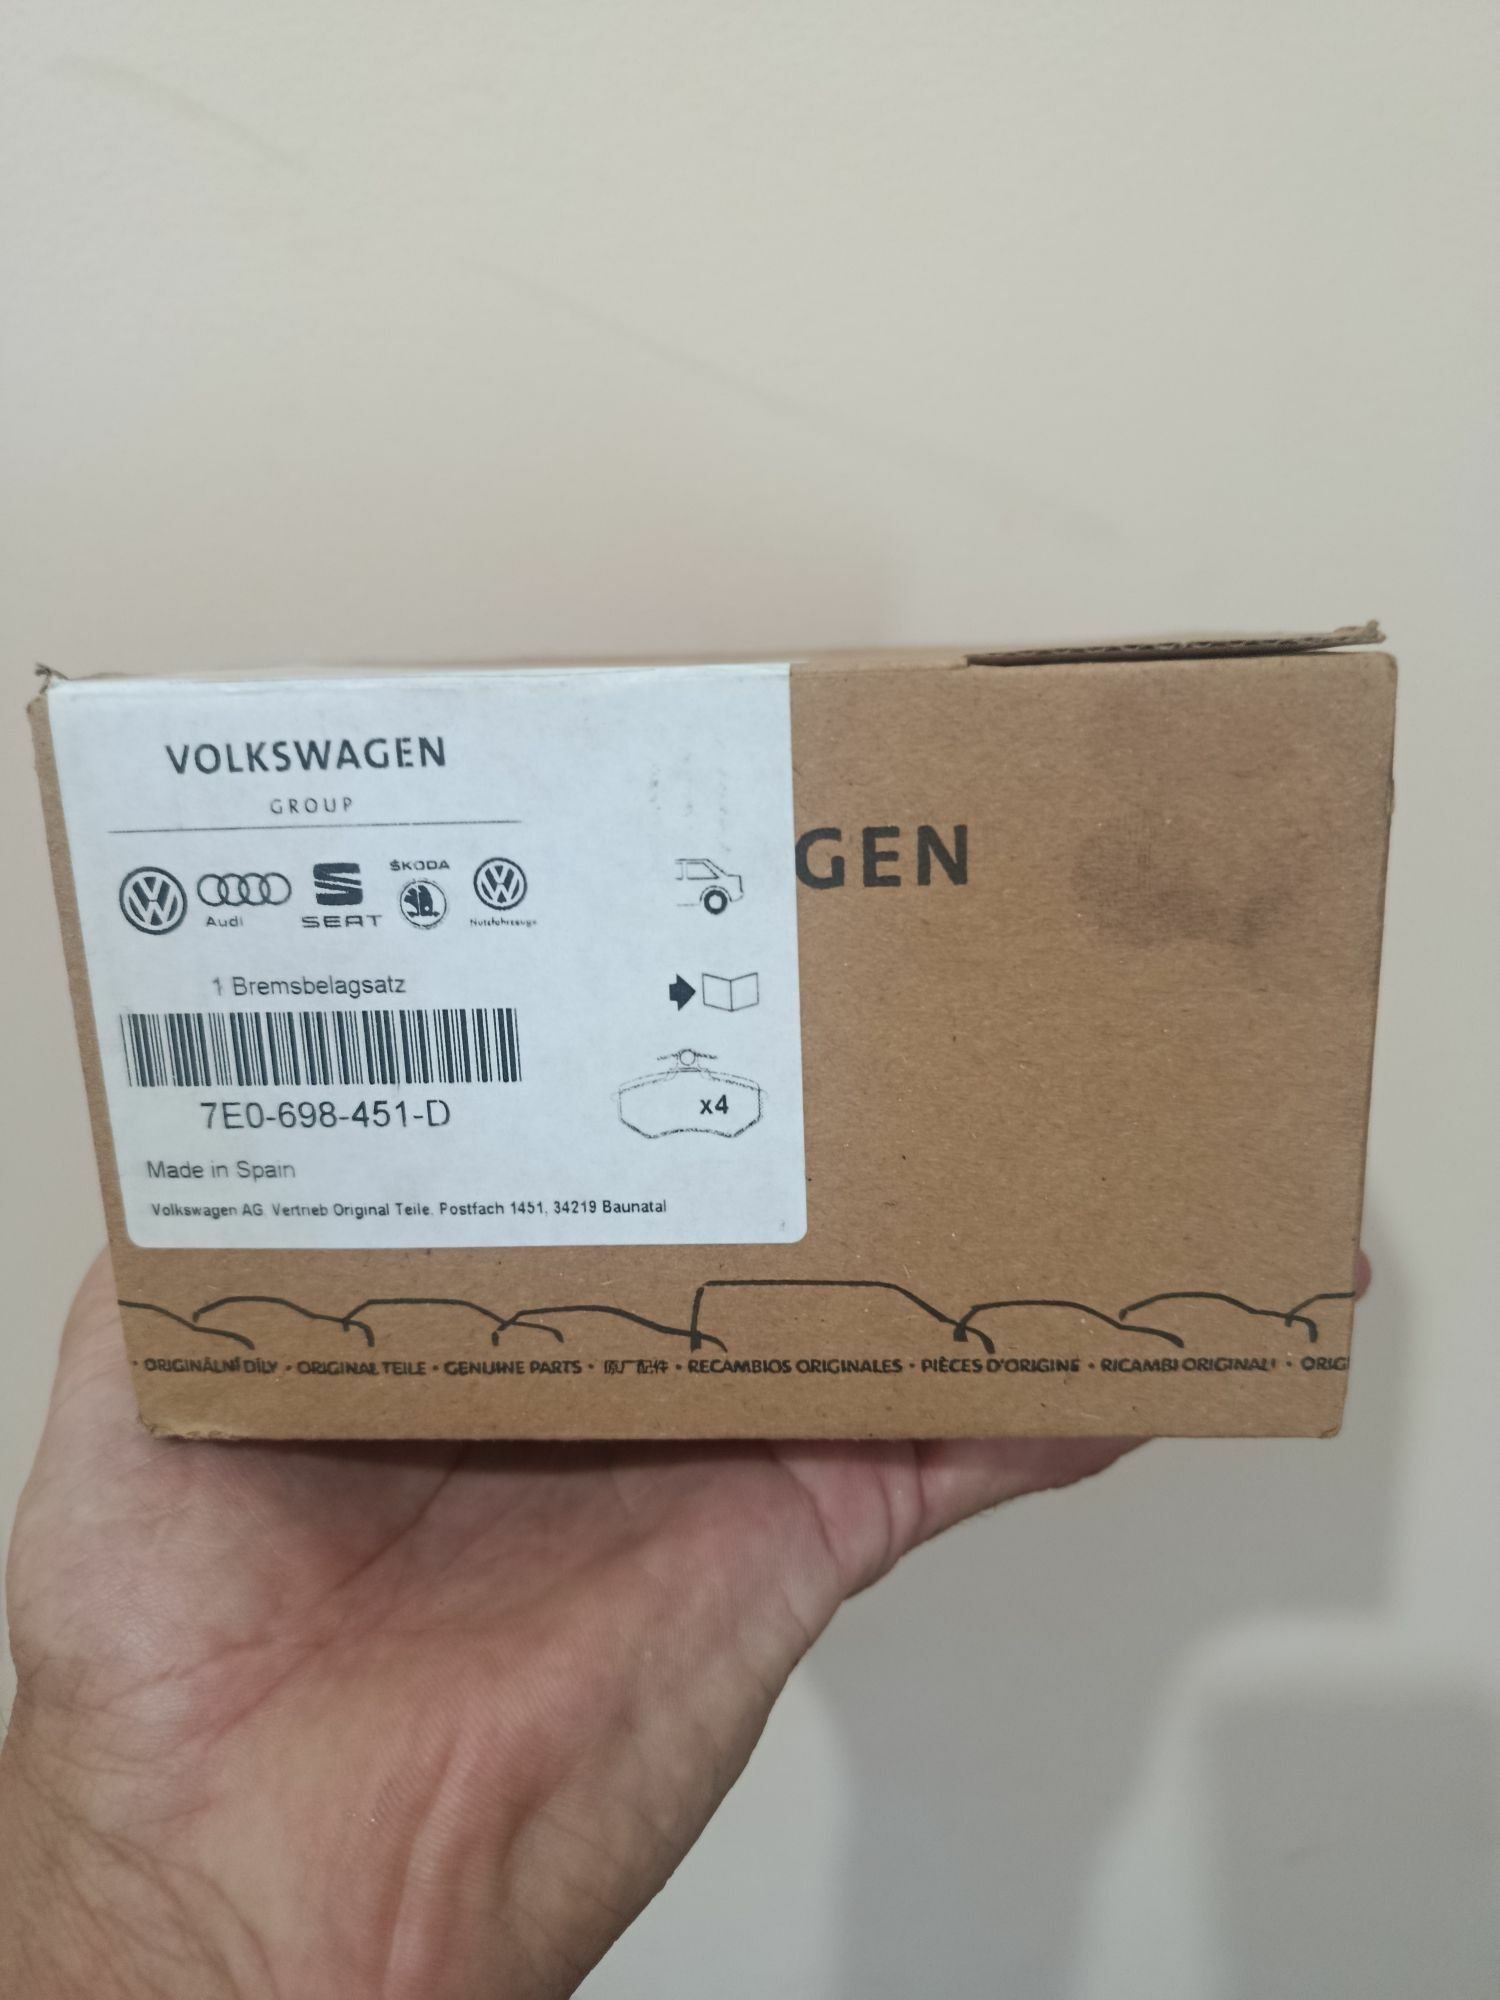 VOLKSWAGEN
GROUP
Audi
SEAT
ŠKODA
Nutzfahrzeuge
GEN
1 Bremsbelagsatz
7E0-698-451-D
x4
Made in Spain
Volkswagen AG. Vertrieb Original Teile. Postfach 1451, 34219 Baunatal
• ORIGINÁLNÍ DÍLY • ORIGINAL TEILE • GENUINE PARTS • 原厂配件 • RECAMBIOS ORIGINALES • PIÈCES D'ORIGINE • RICAMBI ORIGINALI • ORIG